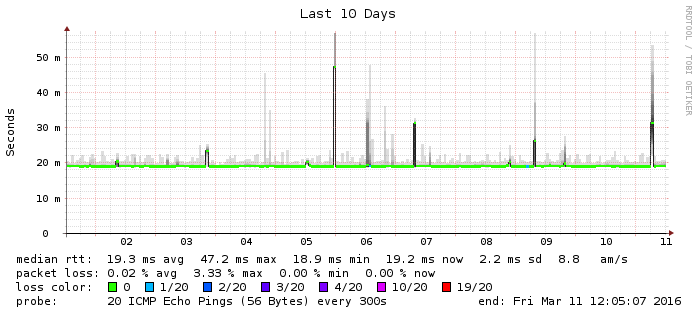 Last 10 Days
RRDTOOL / TOBI OETIKER
Seconds
50 m
40 m
30 m
20 m
10 m
0
02 03 04 05 06 07 08 09 10 11
median rtt: 19.3 ms avg 47.2 ms max 18.9 ms min 19.2 ms now 2.2 ms sd 8.8 am/s
packet loss: 0.02 % avg 3.33 % max 0.00 % min 0.00 % now
loss color: 0 1/20 2/20 3/20 4/20 10/20 19/20
probe: 20 ICMP Echo Pings (56 Bytes) every 300s end: Fri Mar 11 12:05:07 2016